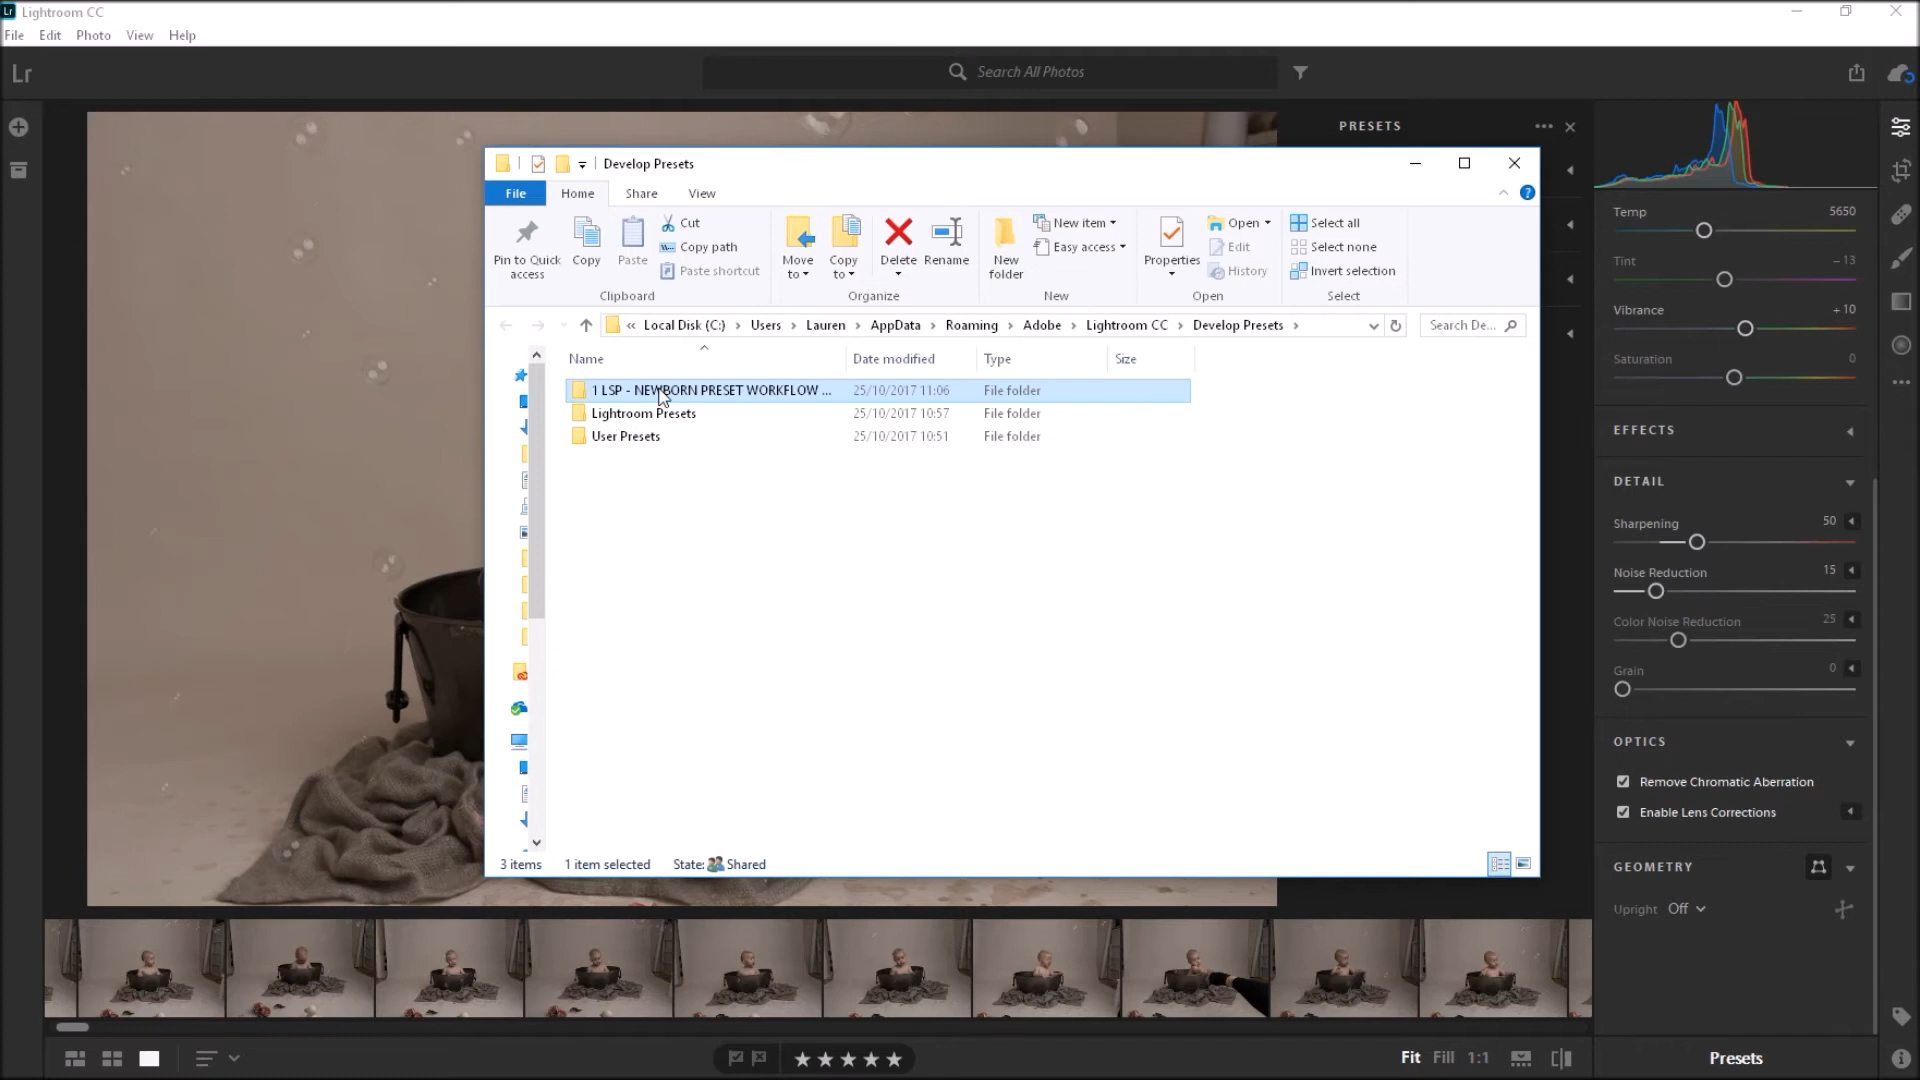 Lr Lightroom CC
File Edit Photo View Help
Lr Search All Photos
PRESETS
Develop Presets
File Home Share View
Pin to Quick access
Copy
Paste
Cut
Copy path
Paste shortcut
Clipboard
Move to
Copy to
Delete
Rename
Organize
New folder
New item
Easy access
New
Properties
Open
Edit
History
Open
Select all
Select none
Invert selection
Select
« Local Disk (C:) › Users › Lauren › AppData › Roaming › Adobe › Lightroom CC › Develop Presets › Search De...
Name Date modified Type Size
1 LSP - NEWBORN PRESET WORKFLOW ... 25/10/2017 11:06 File folder
Lightroom Presets 25/10/2017 10:57 File folder
User Presets 25/10/2017 10:51 File folder
3 items 1 item selected State: Shared
Temp 5650
Tint – 13
Vibrance + 10
Saturation 0
EFFECTS
DETAIL
Sharpening 50
Noise Reduction 15
Color Noise Reduction 25
Grain 0
OPTICS
Remove Chromatic Aberration
Enable Lens Corrections
GEOMETRY
Upright Off
Fit Fill 1:1
Presets